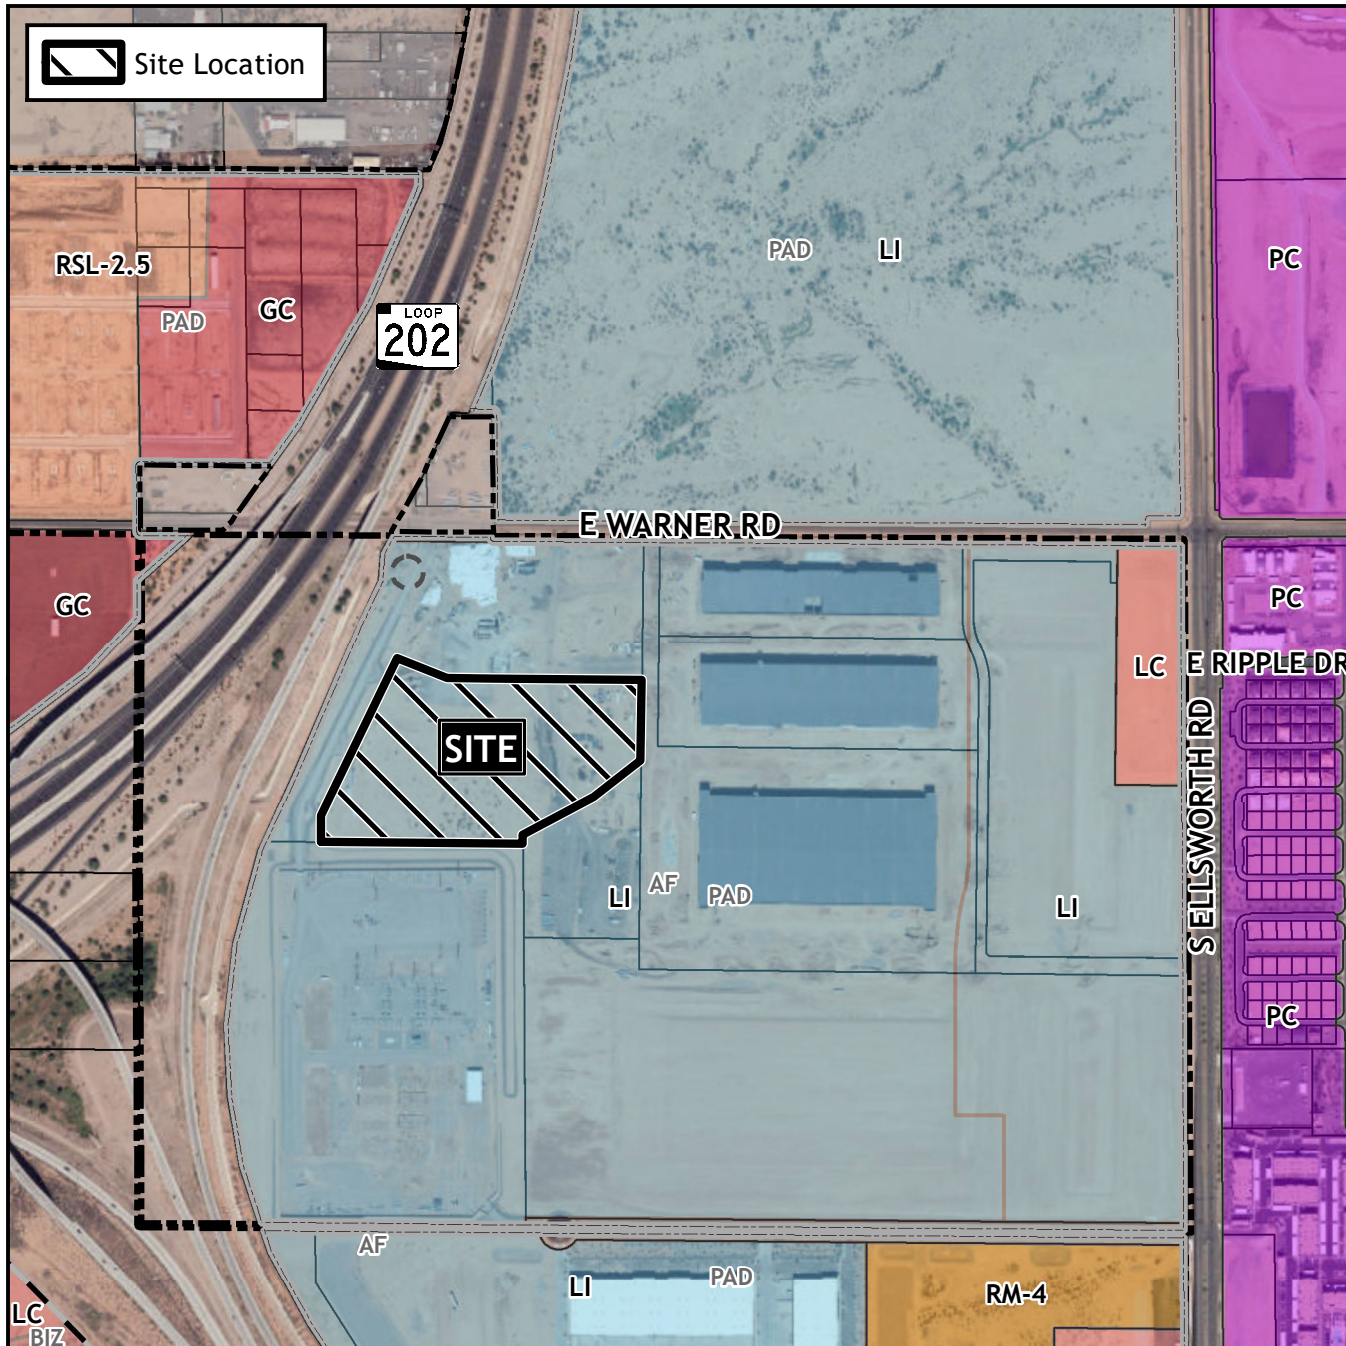 Site Location
PAD
LI
PC
RSL-2.5
GC
PAD
LOOP
202
E WARNER RD
GC
PC
LC
E RIPPLE DR
SITE
S ELLSWORTH RD
LI
AF
PAD
LI
PC
AF
LI
PAD
RM-4
LC
BIZ